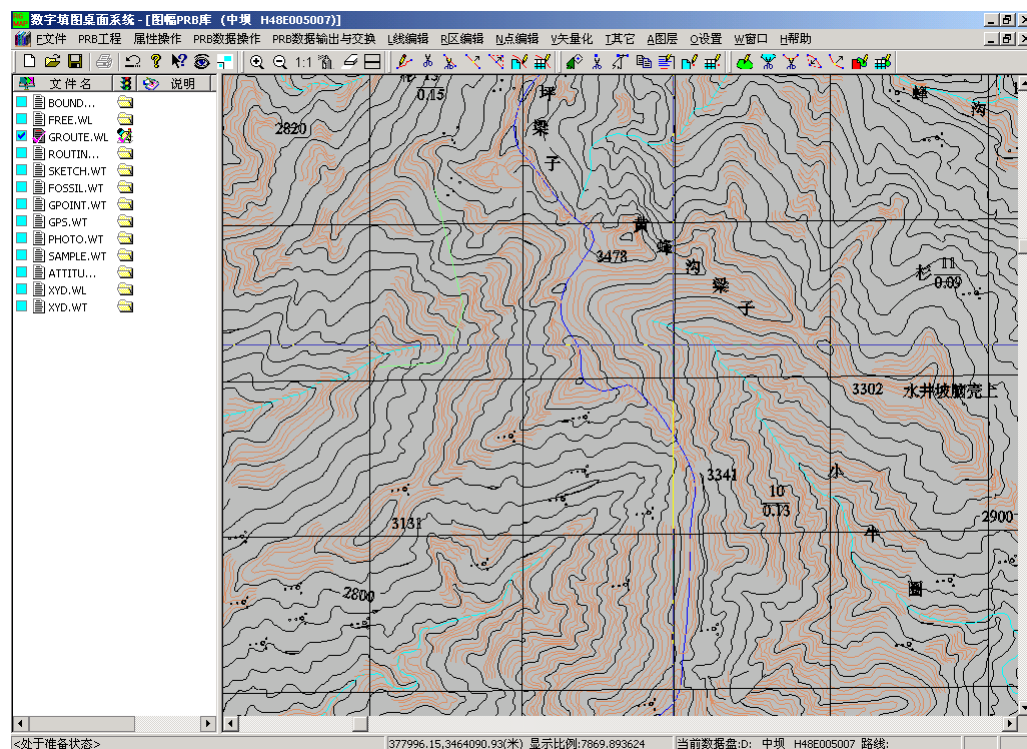 数字填图桌面系统 - [图幅PRB库 (中坝 H48E005007)]
F文件 PRB工程 属性操作 PRB数据操作 PRB数据输出与交换 L线编辑 R区编辑 N点编辑 V矢量化 T其它 A图层 O设置 W窗口 H帮助
1:1
文件名 说明
BOUND...
FREE.WL
GROUTE.WL
ROUTIN...
SKETCH.WT
FOSSIL.WT
GPOINT.WT
GPS.WT
PHOTO.WT
SAMPLE.WT
ATTITU...
XYD.WL
XYD.WT
0.15
坪
梁
子
2820
蜂
沟
黄
蜂
沟
梁
子
3478
杉 11
0.09
3302 水井坡脑壳上
3341
10
0.13
小
牛
圈
3131
2900
2800
<处于准备状态> 377996.15,3464090.93(米) 显示比例:7869.893624 当前数据盘:D: 中坝 H48E005007 路线: